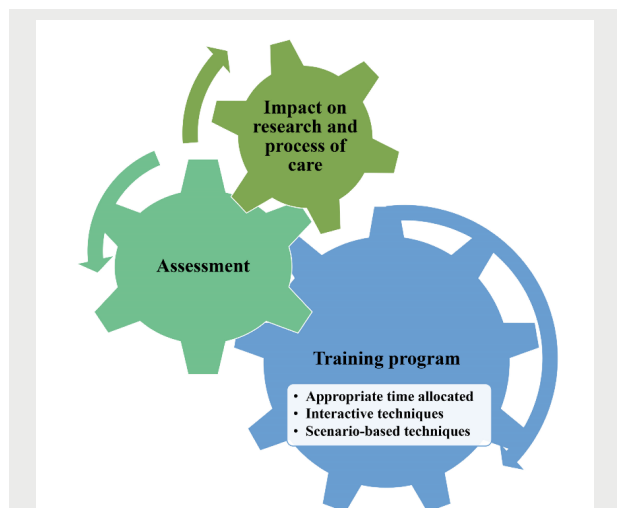 Impact on
research and
process of
care
Assessment
Training program
• Appropriate time allocated
• Interactive techniques
• Scenario-based techniques